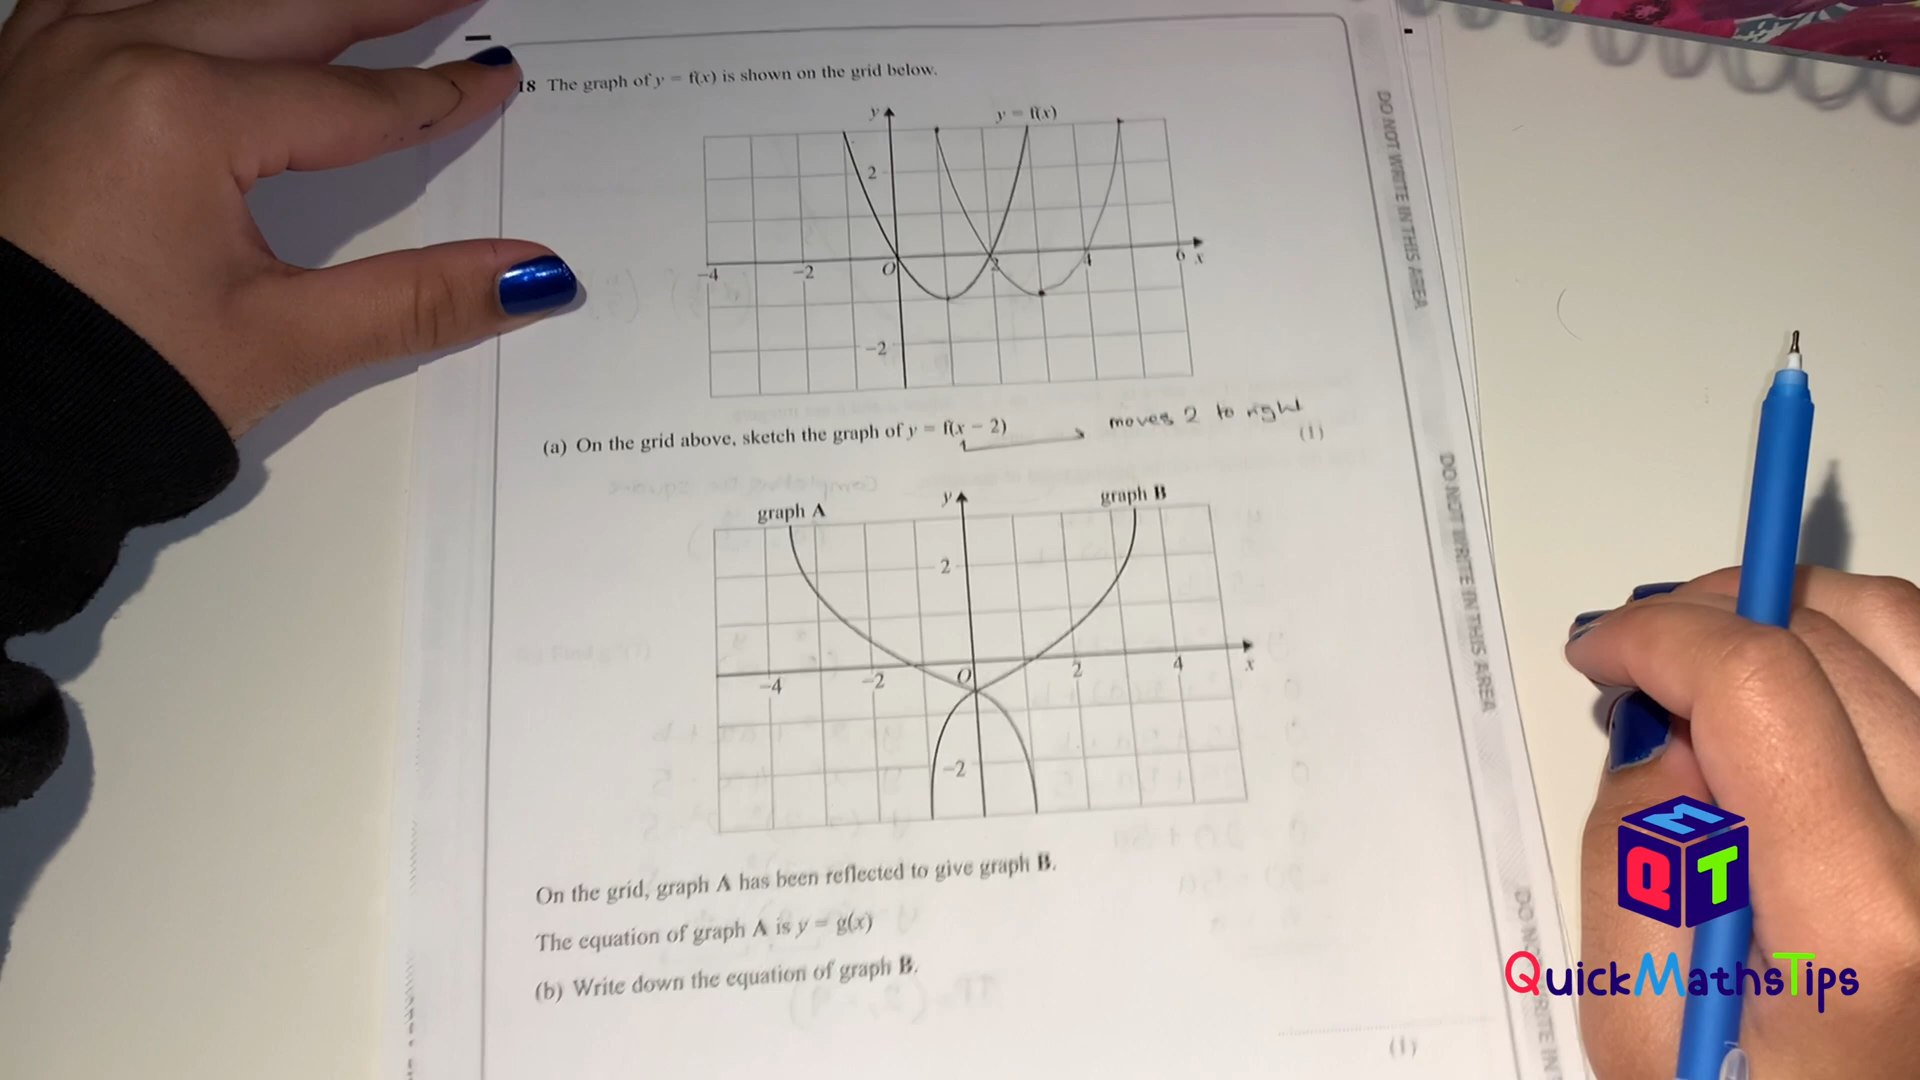 18 The graph of y = f(x) is shown on the grid below.
y
y = f(x)
2
-4 -2 O 2 4 6 x
-2
(a) On the grid above, sketch the graph of y = f(x − 2)
moves 2 to right
(1)
graph A
y
graph B
2
-4 -2 O 2 4 x
-2
On the grid, graph A has been reflected to give graph B.
The equation of graph A is y = g(x)
(b) Write down the equation of graph B.
(1)
DO NOT WRITE IN THIS AREA
DO NOT WRITE IN THIS AREA
MQT
QuickMathsTips